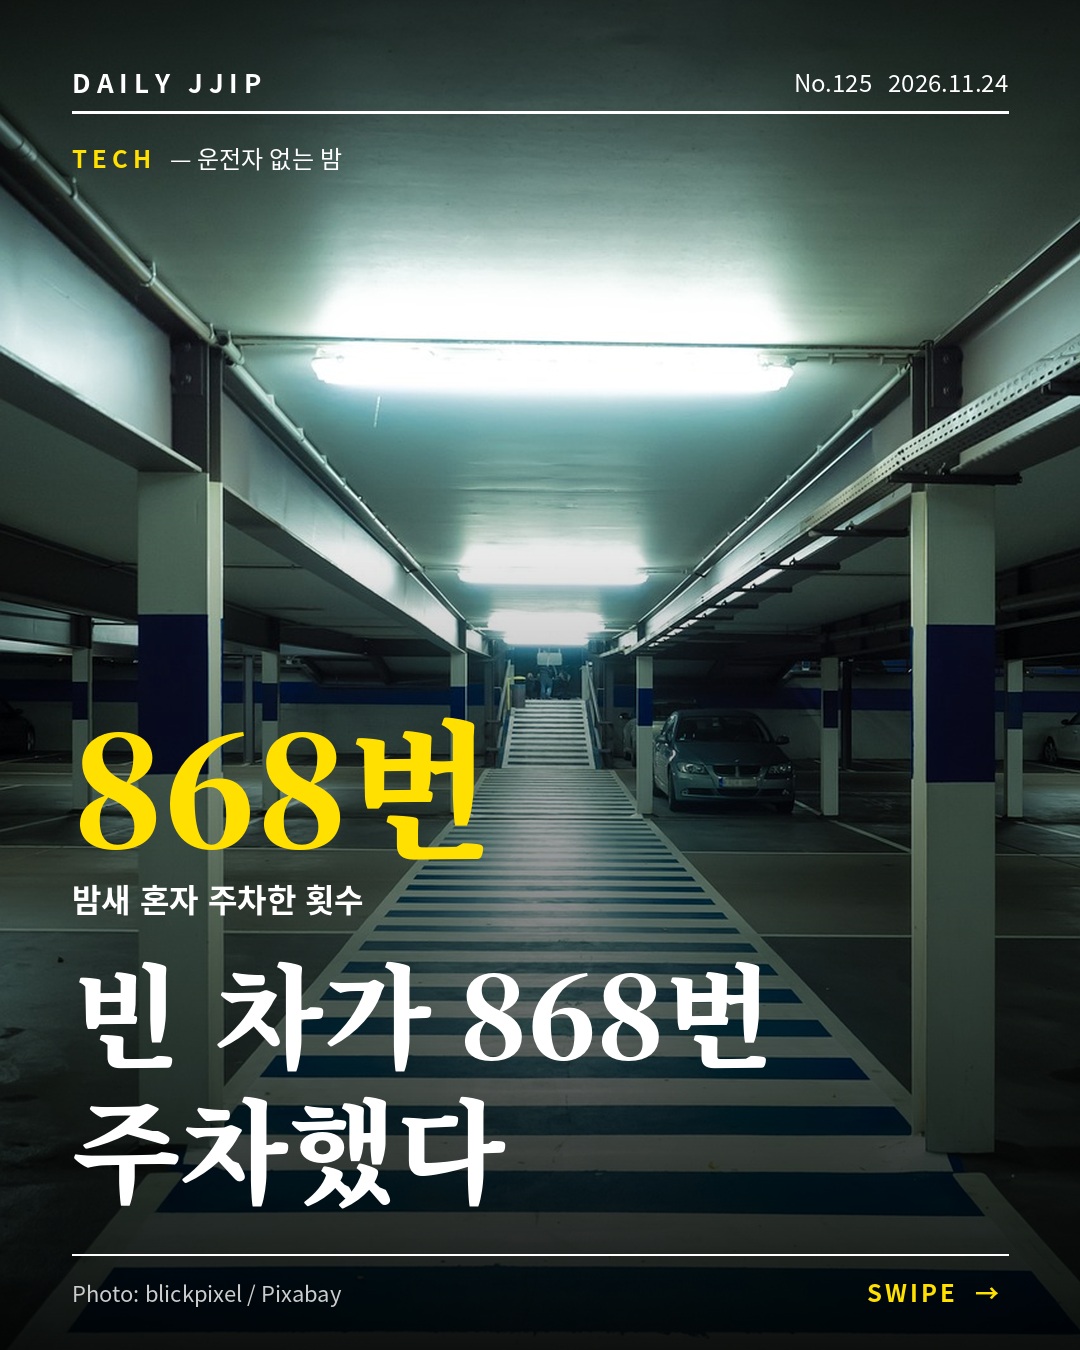 DAILY JJIP
No.125 2026.11.24
TECH — 운전자 없는 밤
868번
밤새 혼자 주차한 횟수
빈 차가 868번
주차했다
Photo: blickpixel / Pixabay
SWIPE →